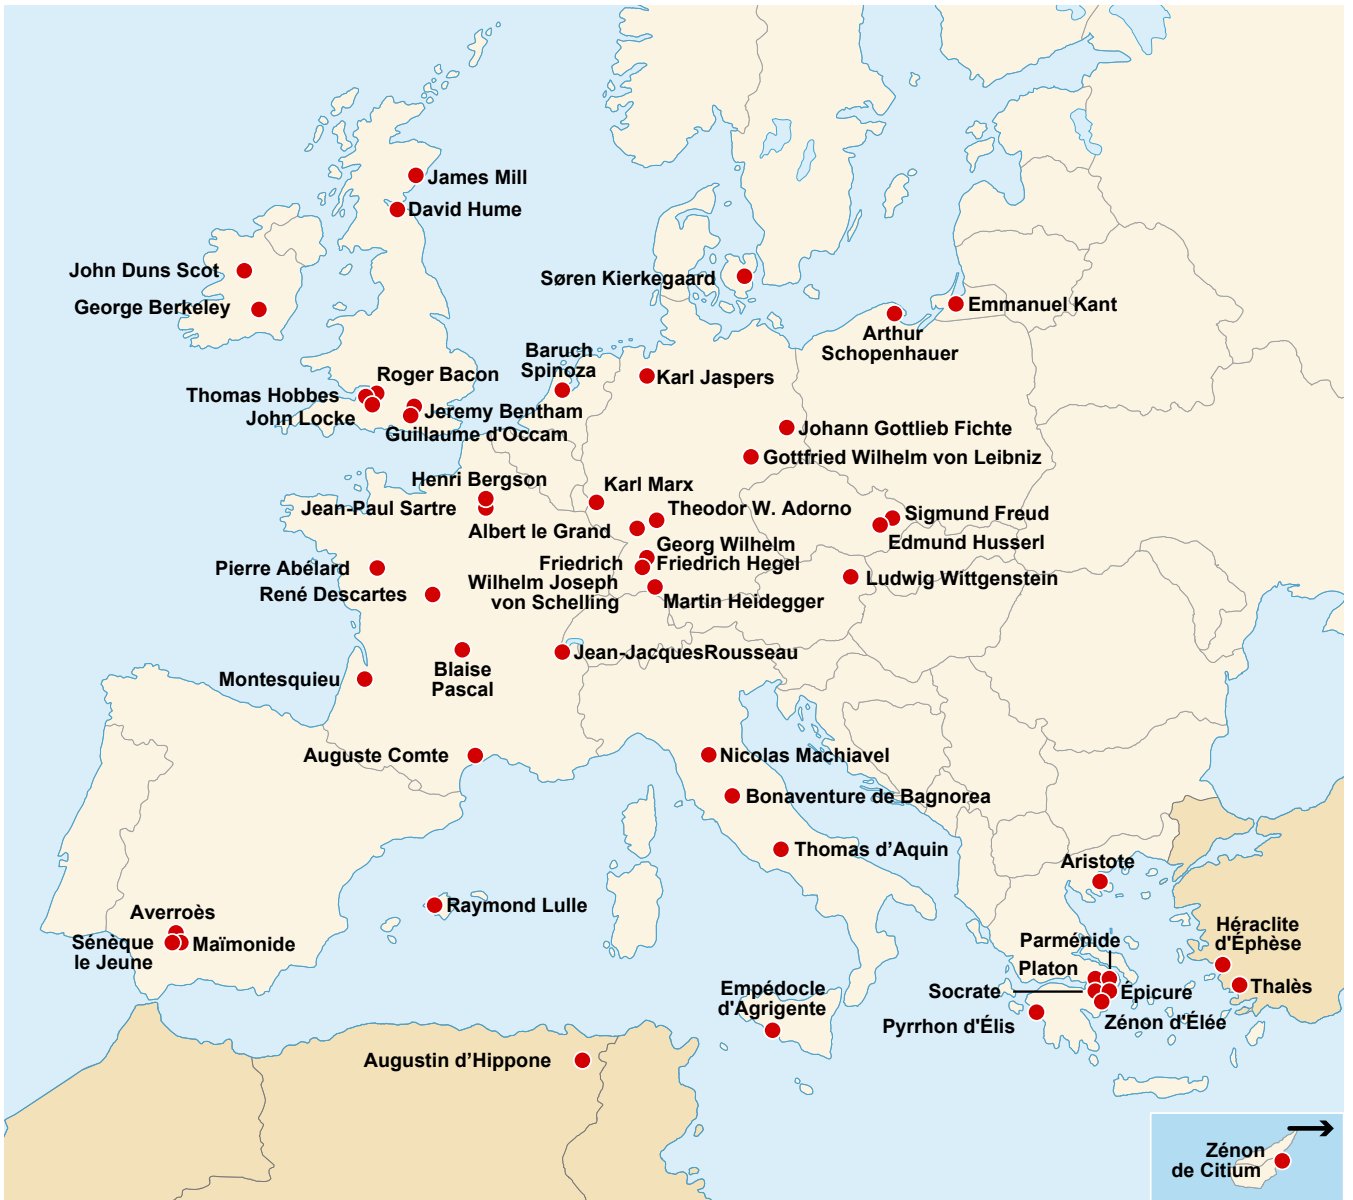 James Mill
David Hume
John Duns Scot
George Berkeley
Søren Kierkegaard
Emmanuel Kant
Arthur
Schopenhauer
Baruch
Spinoza
Karl Jaspers
Roger Bacon
Thomas Hobbes
John Locke
Jeremy Bentham
Guillaume d'Occam
Johann Gottlieb Fichte
Gottfried Wilhelm von Leibniz
Henri Bergson
Jean-Paul Sartre
Karl Marx
Theodor W. Adorno
Albert le Grand
Sigmund Freud
Edmund Husserl
Georg Wilhelm
Friedrich Hegel
Friedrich
Wilhelm Joseph
von Schelling
Martin Heidegger
Ludwig Wittgenstein
Pierre Abélard
René Descartes
Jean-JacquesRousseau
Blaise
Pascal
Montesquieu
Auguste Comte
Nicolas Machiavel
Bonaventure de Bagnorea
Thomas d’Aquin
Raymond Lulle
Averroès
Sénèque
le Jeune
Maïmonide
Aristote
Héraclite
d'Éphèse
Thalès
Parménide
Platon
Socrate
Épicure
Zénon d'Élée
Pyrrhon d'Élis
Empédocle
d'Agrigente
Augustin d’Hippone
Zénon
de Citium